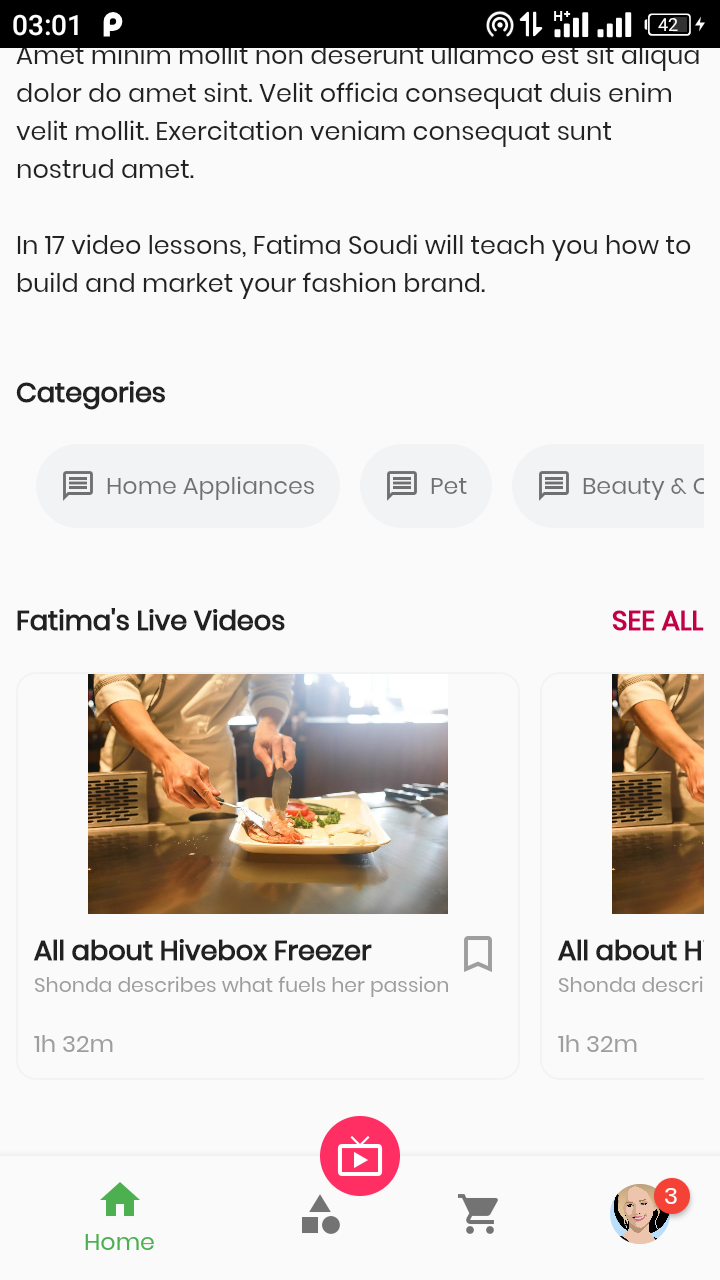 03:01
H+
42
Amet minim mollit non deserunt ullamco est sit aliqua
dolor do amet sint. Velit officia consequat duis enim
velit mollit. Exercitation veniam consequat sunt
nostrud amet.
In 17 video lessons, Fatima Soudi will teach you how to
build and market your fashion brand.
Categories
Home Appliances
Pet
Beauty & C
Fatima's Live Videos
SEE ALL
All about Hivebox Freezer
Shonda describes what fuels her passion
1h 32m
All about H
Shonda descri
1h 32m
Home
3